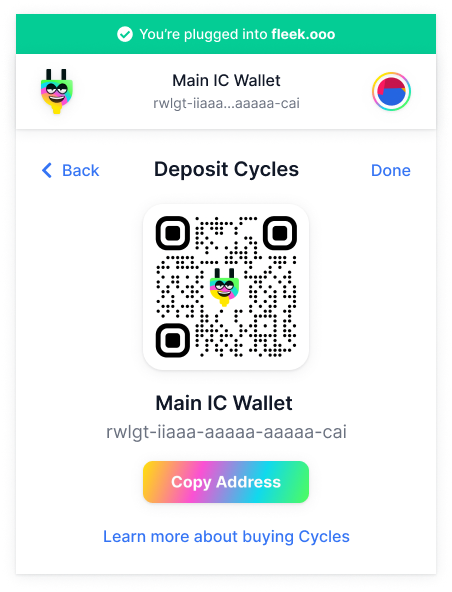 You’re plugged into fleek.ooo
Main IC Wallet
rwlgt-iiaaa...aaaaa-cai
Back
Deposit Cycles
Done
Main IC Wallet
rwlgt-iiaaa-aaaaa-aaaaa-cai
Copy Address
Learn more about buying Cycles